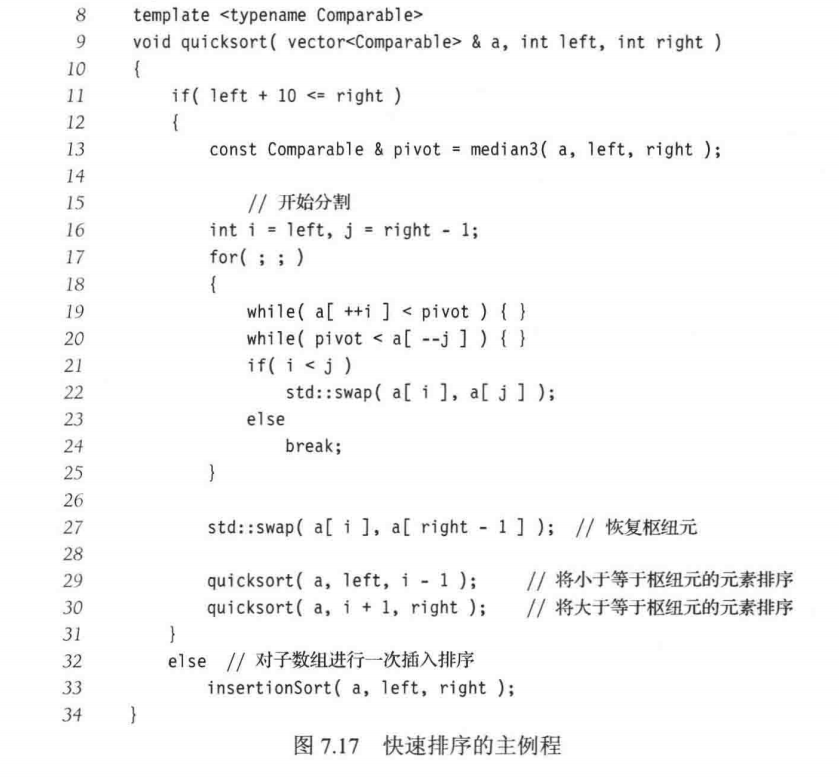 8 template <typename Comparable>
9 void quicksort( vector<Comparable> & a, int left, int right )
10 {
11 if( left + 10 <= right )
12 {
13 const Comparable & pivot = median3( a, left, right );
14
15 // 开始分割
16 int i = left, j = right - 1;
17 for( ; ; )
18 {
19 while( a[ ++i ] < pivot ) { }
20 while( pivot < a[ --j ] ) { }
21 if( i < j )
22 std::swap( a[ i ], a[ j ] );
23 else
24 break;
25 }
26
27 std::swap( a[ i ], a[ right - 1 ] ); // 恢复枢纽元
28
29 quicksort( a, left, i - 1 ); // 将小于等于枢纽元的元素排序
30 quicksort( a, i + 1, right ); // 将大于等于枢纽元的元素排序
31 }
32 else // 对子数组进行一次插入排序
33 insertionSort( a, left, right );
34 }
图 7.17 快速排序的主例程